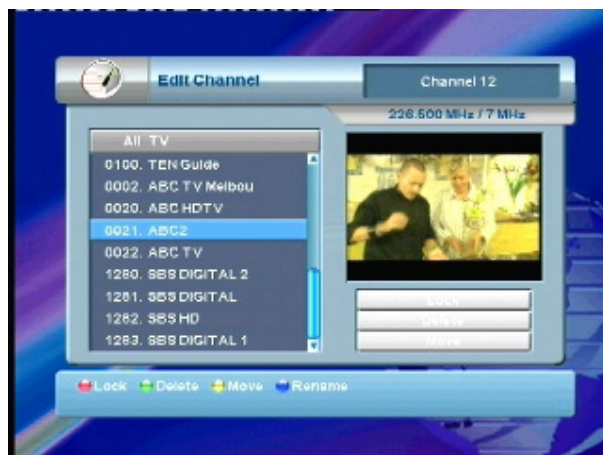 Edit Channel
Channel 12
226.500 MHz / 7 MHz
All TV
0100. TEN Guide
0002. ABC TV Melbou
0020. ABC HDTV
0021. ABC2
0022. ABC TV
1280. SBS DIGITAL 2
1281. SBS DIGITAL
1282. SBS HD
1283. SBS DIGITAL 1
Lock
Delete
Move
Lock Delete Move Rename